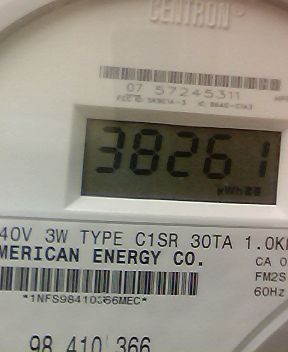 CENTRON®
07 57245311
38261
kWh
40V 3W TYPE C1SR 30TA 1.0K
MERICAN ENERGY CO.
CA 0
FM2S
60Hz
*1NFS98410366MEC*
98 410 366